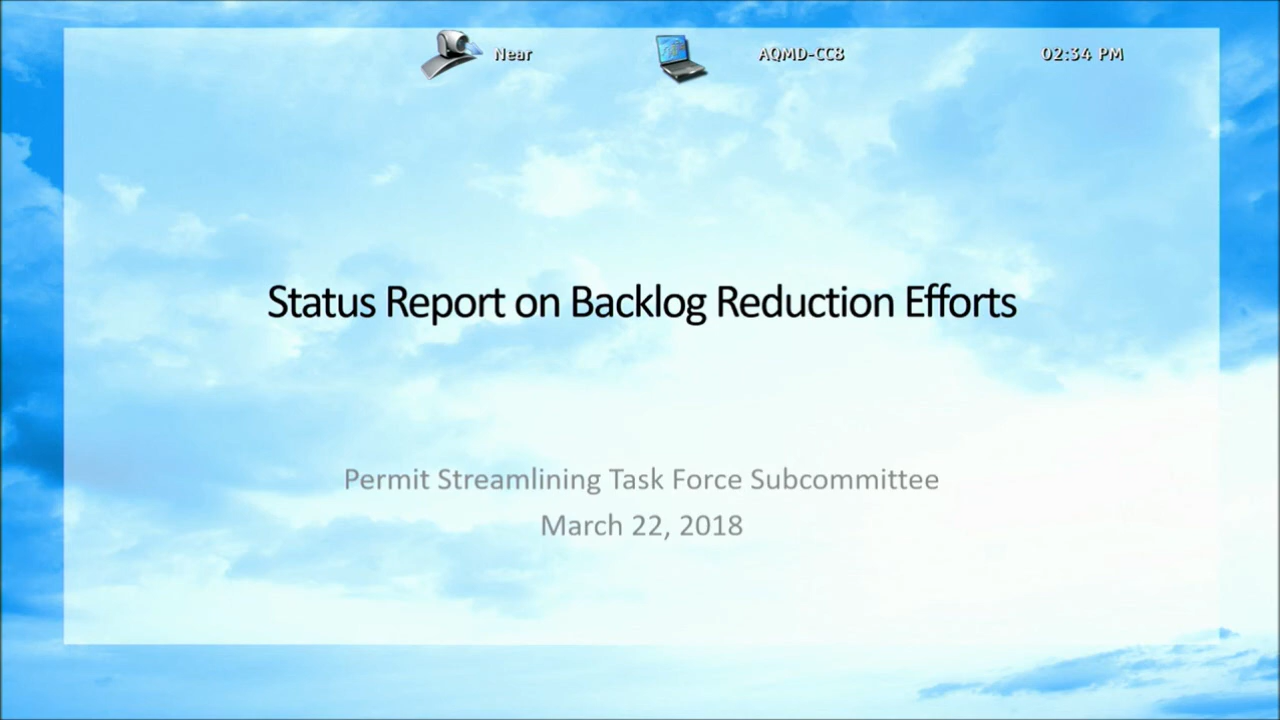 Near AQMD-CC8 02:34 PM
Status Report on Backlog Reduction Efforts
Permit Streamlining Task Force Subcommittee
March 22, 2018